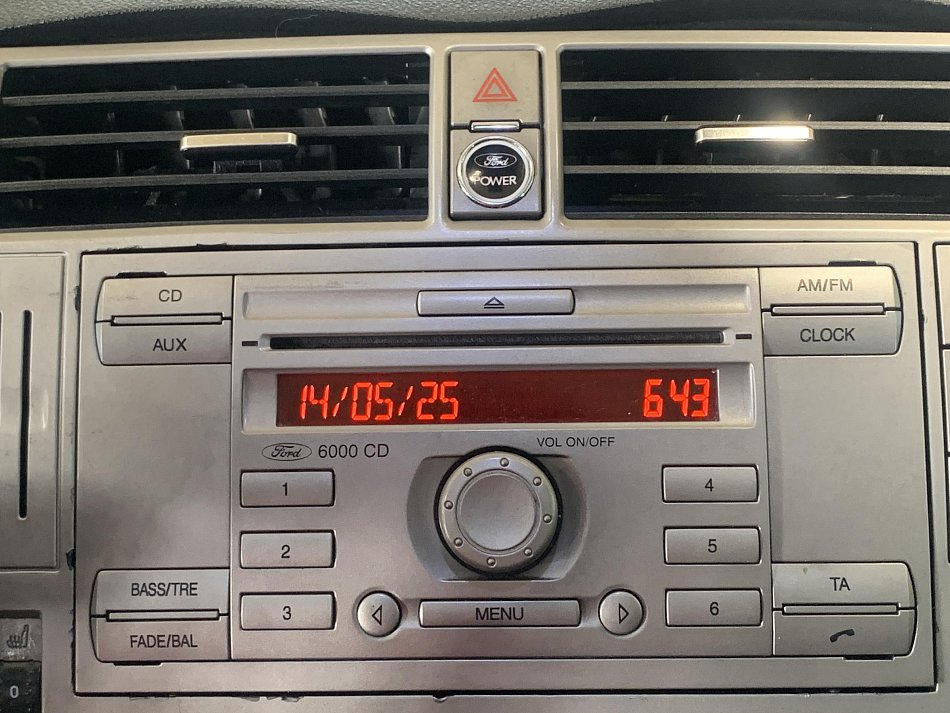 Ford
POWER
CD
AM/FM
AUX
CLOCK
14/05/25 643
VOL ON/OFF
Ford 6000 CD
1
4
2
5
BASS/TRE
TA
3
MENU
6
FADE/BAL
0